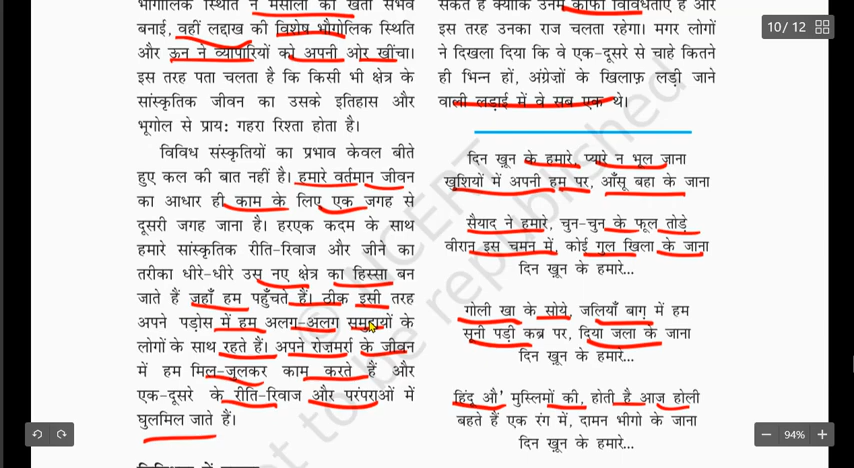 भौगोलिक स्थिति ने मसालों की खेती संभव
बनाई, वहीं लद्दाख की विशेष भौगोलिक स्थिति
और ऊन ने व्यापारियों को अपनी ओर खींचा।
इस तरह पता चलता है कि किसी भी क्षेत्र के
सांस्कृतिक जीवन का उसके इतिहास और
भूगोल से प्राय: गहरा रिश्ता होता है।
विविध संस्कृतियों का प्रभाव केवल बीते
हुए कल की बात नहीं है। हमारे वर्तमान जीवन
का आधार ही काम के लिए एक जगह से
दूसरी जगह जाना है। हरएक कदम के साथ
हमारे सांस्कृतिक रीति-रिवाज और जीने का
तरीका धीरे-धीरे उस नए क्षेत्र का हिस्सा बन
जाते हैं जहाँ हम पहुँचते हैं। ठीक इसी तरह
अपने पड़ोस में हम अलग-अलग समुदायों के
लोगों के साथ रहते हैं। अपने रोज़मर्रा के जीवन
में हम मिल-जुलकर काम करते हैं और
एक-दूसरे के रीति-रिवाज और परंपराओं में
घुलमिल जाते हैं।
सकते हैं क्योंकि उनमें काफ़ी विविधताएँ हैं और
इस तरह उनका राज चलता रहेगा। मगर लोगों
ने दिखला दिया कि वे एक-दूसरे से चाहे कितने
ही भिन्न हों, अंग्रेज़ों के खिलाफ़ लड़ी जाने
वाली लड़ाई में वे सब एक थे।
दिन खून के हमारे, प्यारे न भूल जाना
खुशियों में अपनी हम पर, आँसू बहा के जाना
सैयाद ने हमारे, चुन-चुन के फूल तोड़े
वीरान इस चमन में, कोई गुल खिला के जाना
दिन खून के हमारे...
गोली खा के सोये, जलियाँ बाग़ में हम
सूनी पड़ी कब्र पर, दिया जला के जाना
दिन खून के हमारे...
हिंदू औ' मुस्लिमों की, होती है आज होली
बहते हैं एक रंग में, दामन भीगो के जाना
दिन खून के हमारे...
© NCERT
not to be republished
10/12
94%